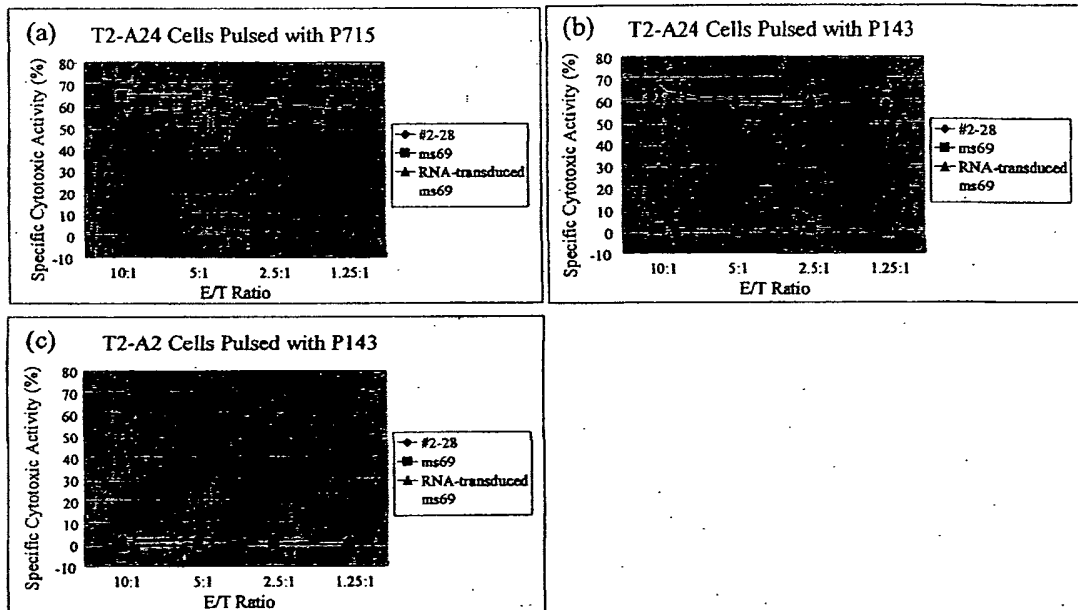 (a) T2-A24 Cells Pulsed with P715
Specific Cytotoxic Activity (%)
80
70
60
50
40
30
20
10
0
-10
10:1 5:1 2.5:1 1.25:1
E/T Ratio
#2-28
ms69
RNA-transduced
ms69
(b) T2-A24 Cells Pulsed with P143
Specific Cytotoxic Activity (%)
80
70
60
50
40
30
20
10
0
-10
10:1 5:1 2.5:1 1.25:1
E/T Ratio
#2-28
ms69
RNA-transduced
ms69
(c) T2-A2 Cells Pulsed with P143
Specific Cytotoxic Activity (%)
80
70
60
50
40
30
20
10
0
-10
10:1 5:1 2.5:1 1.25:1
E/T Ratio
#2-28
ms69
RNA-transduced
ms69